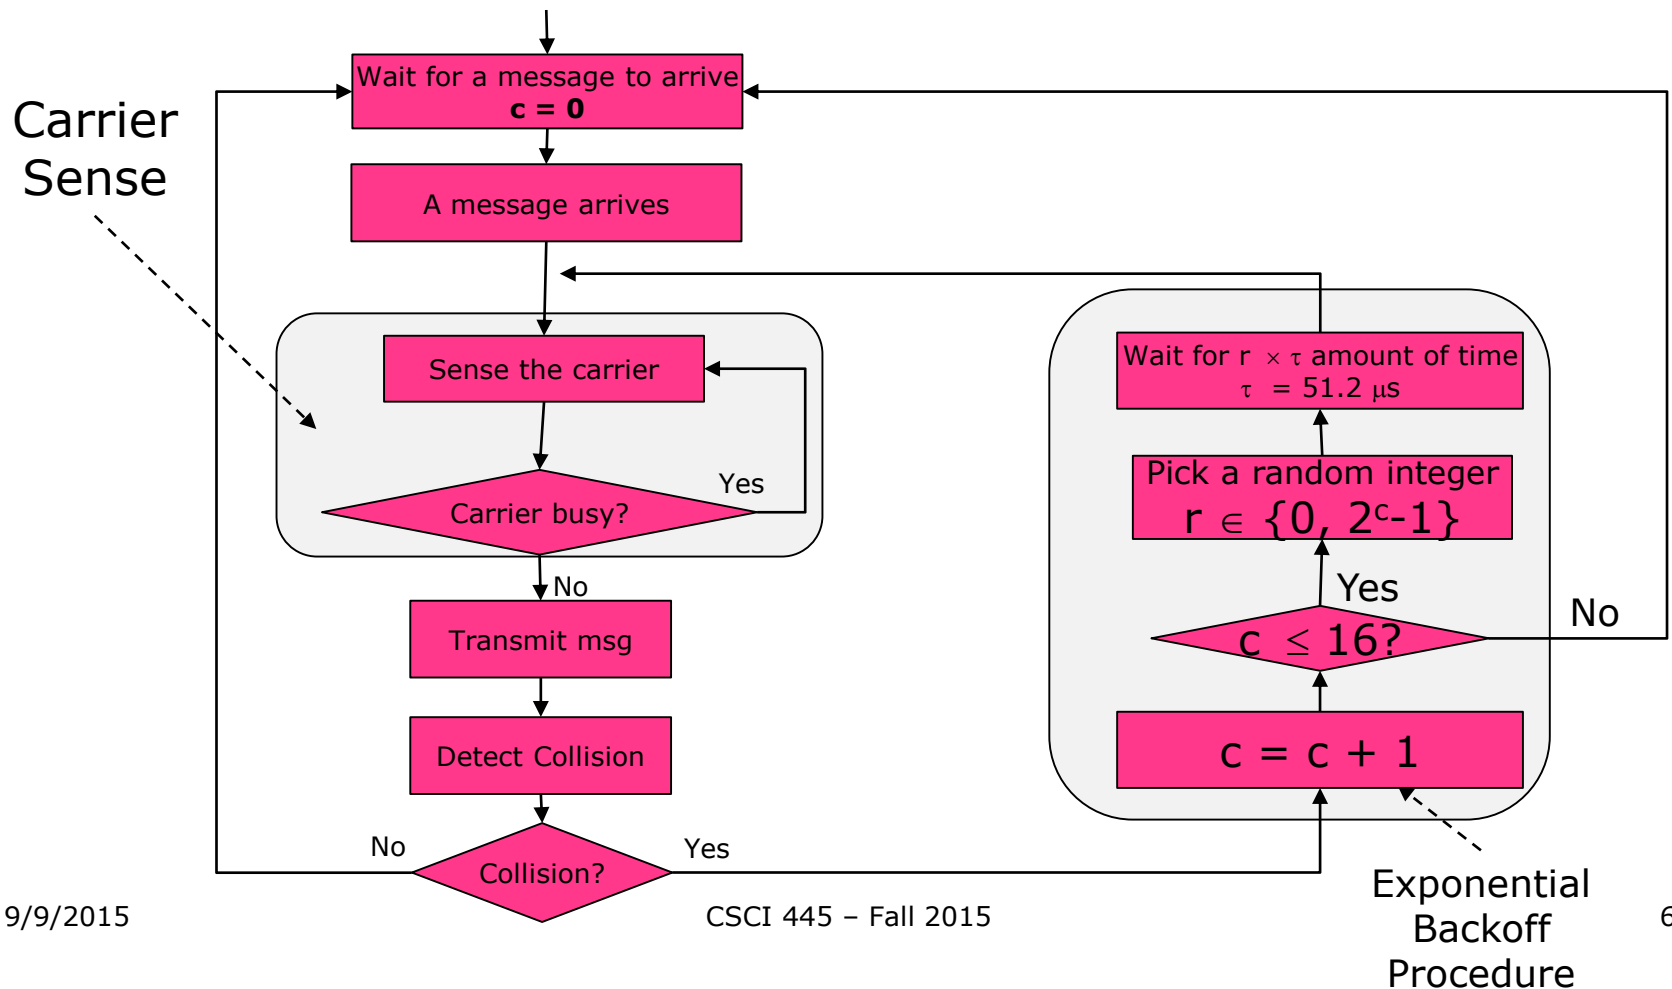 Wait for a message to arrive
c = 0
Carrier
Sense
A message arrives
Sense the carrier
Carrier busy?
Yes
No
Transmit msg
Detect Collision
Collision?
No
Yes
Wait for r × τ amount of time
τ = 51.2 μs
Pick a random integer
r ∈ {0, 2ᶜ-1}
Yes
c ≤ 16?
No
c = c + 1
Exponential
Backoff
Procedure
9/9/2015
CSCI 445 – Fall 2015
6